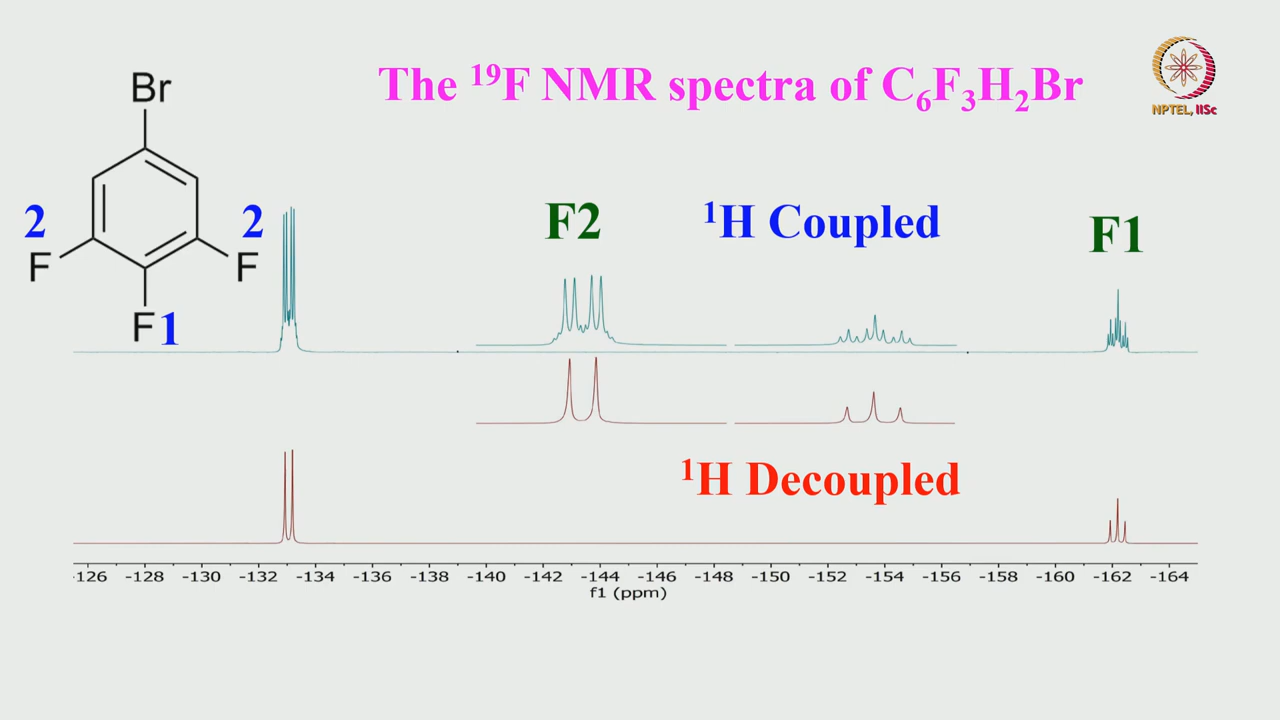 The ¹⁹F NMR spectra of C₆F₃H₂Br
NPTEL, IISc
Br
2
2
F
F
F1
F2
¹H Coupled
F1
¹H Decoupled
-126 -128 -130 -132 -134 -136 -138 -140 -142 -144 -146 -148 -150 -152 -154 -156 -158 -160 -162 -164
f1 (ppm)